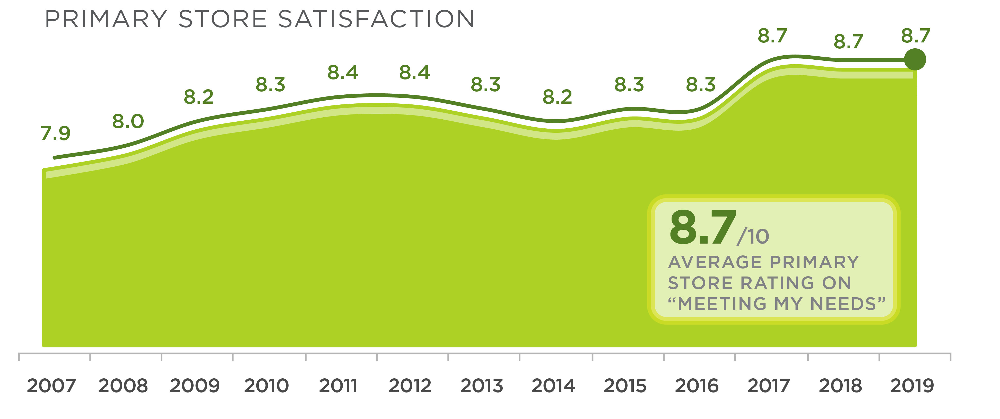 PRIMARY STORE SATISFACTION
7.9 8.0 8.2 8.3 8.4 8.4 8.3 8.2 8.3 8.3 8.7 8.7 8.7
8.7/10
AVERAGE PRIMARY
STORE RATING ON
“MEETING MY NEEDS”
2007 2008 2009 2010 2011 2012 2013 2014 2015 2016 2017 2018 2019